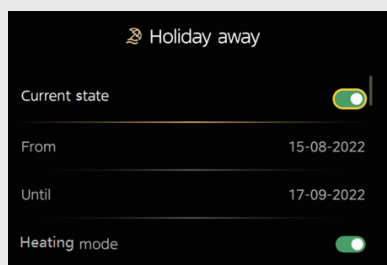 Holiday away
Current state
From 15-08-2022
Until 17-09-2022
Heating mode